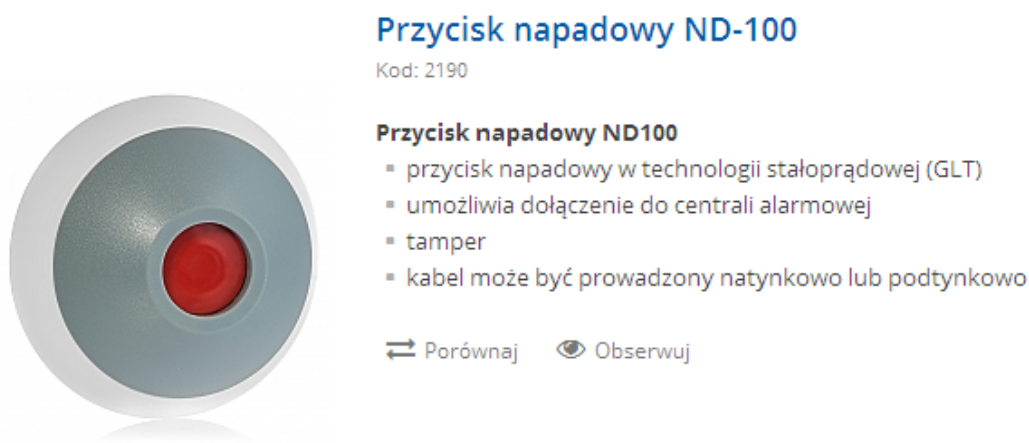 Przycisk napadowy ND-100
Kod: 2190
Przycisk napadowy ND100
przycisk napadowy w technologii stałoprądowej (GLT)
umożliwia dołączenie do centrali alarmowej
tamper
kabel może być prowadzony natynkowo lub podtynkowo
Porównaj Obserwuj